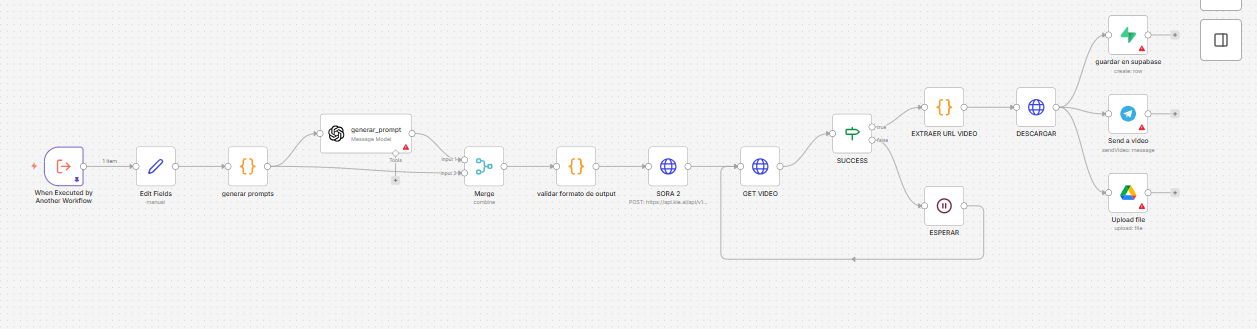 When Executed by
Another Workflow
1 item
Edit Fields
manual
generar prompts
generar_prompt
Message Model
Tools
Input 1
Input 2
Merge
combine
validar formato de output
SORA 2
POST: https://api.kie.ai/api/v1...
GET VIDEO
SUCCESS
true
false
EXTRAER URL VIDEO
DESCARGAR
ESPERAR
guardar en supabase
create: row
Send a video
sendVideo: message
Upload file
upload: file